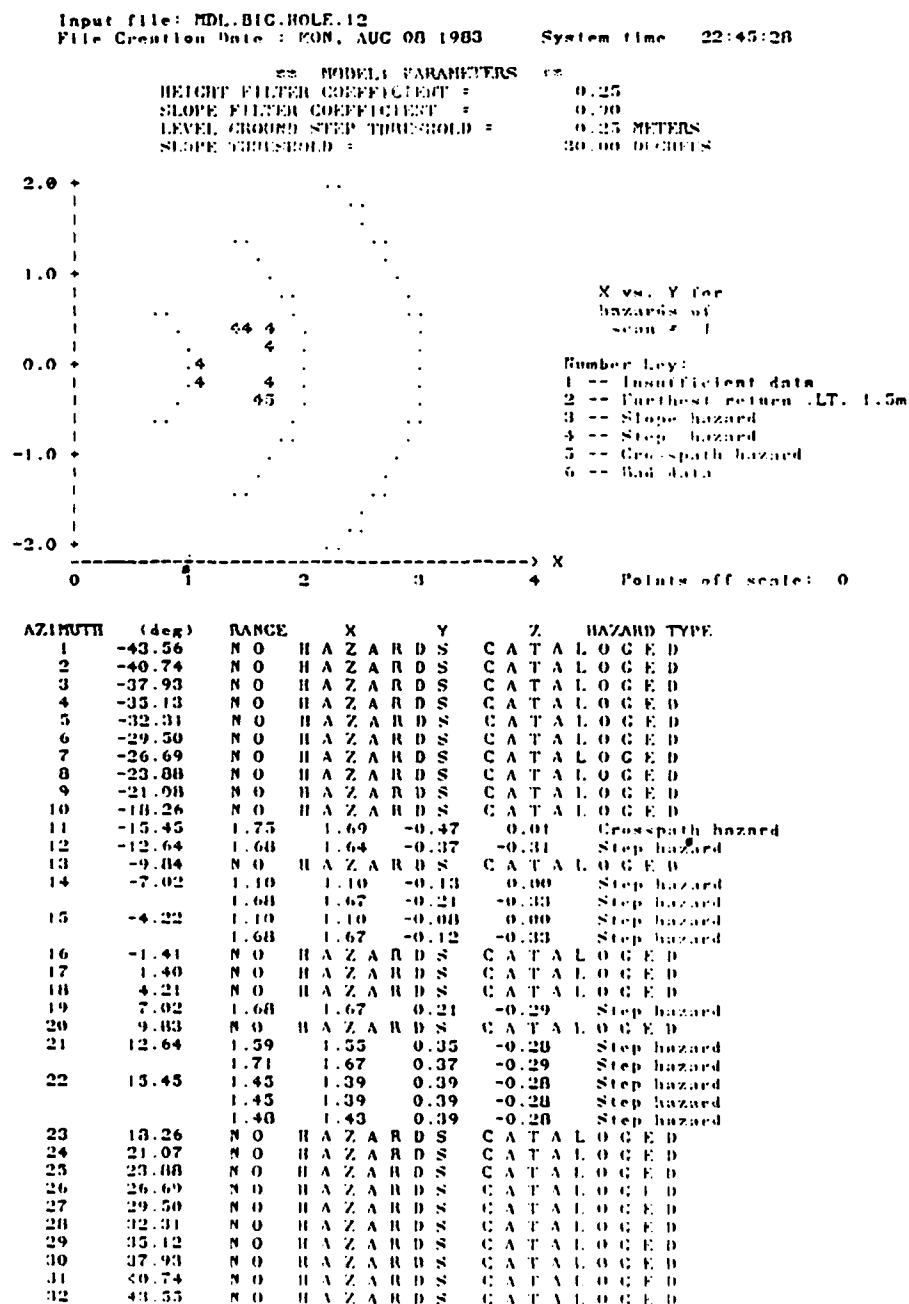 Input file: MDL.BIG.HOLE.12
File Creation Date : MON, AUG 08 1983 System time 22:45:28
== MODEL4 PARAMETERS ==
HEIGHT FILTER COEFFICIENT = 0.25
SLOPE FILTER COEFFICIENT = 0.90
LEVEL GROUND STEP THRESHOLD = 0.25 METERS
SLOPE THRESHOLD = 30.00 DEGREES
2.0
1.0
0.0
-1.0
-2.0
44 4
4
4
4 4
45
0 1 2 3 4 X
X vs. Y for
hazards of
scan # 1
Number key:
1 -- Insufficient data
2 -- Furthest return .LT. 1.5m
3 -- Slope hazard
4 -- Step hazard
5 -- Crosspath hazard
6 -- Bad data
Points off scale: 0
AZIMUTH (deg) RANGE X Y Z HAZARD TYPE
1 -43.56 N O H A Z A R D S C A T A L O G E D
2 -40.74 N O H A Z A R D S C A T A L O G E D
3 -37.93 N O H A Z A R D S C A T A L O G E D
4 -35.13 N O H A Z A R D S C A T A L O G E D
5 -32.31 N O H A Z A R D S C A T A L O G E D
6 -29.50 N O H A Z A R D S C A T A L O G E D
7 -26.69 N O H A Z A R D S C A T A L O G E D
8 -23.88 N O H A Z A R D S C A T A L O G E D
9 -21.08 N O H A Z A R D S C A T A L O G E D
10 -18.26 N O H A Z A R D S C A T A L O G E D
11 -15.45 1.75 1.69 -0.47 0.01 Crosspath hazard
12 -12.64 1.68 1.64 -0.37 -0.31 Step hazard
13 -9.84 N O H A Z A R D S C A T A L O G E D
14 -7.02 1.10 1.10 -0.13 0.00 Step hazard
1.68 1.67 -0.21 -0.33 Step hazard
15 -4.22 1.10 1.10 -0.08 0.00 Step hazard
1.68 1.67 -0.12 -0.33 Step hazard
16 -1.41 N O H A Z A R D S C A T A L O G E D
17 1.40 N O H A Z A R D S C A T A L O G E D
18 4.21 N O H A Z A R D S C A T A L O G E D
19 7.02 1.68 1.67 0.21 -0.29 Step hazard
20 9.83 N O H A Z A R D S C A T A L O G E D
21 12.64 1.59 1.55 0.35 -0.28 Step hazard
1.71 1.67 0.37 -0.29 Step hazard
22 15.45 1.45 1.39 0.39 -0.28 Step hazard
1.45 1.39 0.39 -0.28 Step hazard
1.48 1.43 0.39 -0.28 Step hazard
23 18.26 N O H A Z A R D S C A T A L O G E D
24 21.07 N O H A Z A R D S C A T A L O G E D
25 23.88 N O H A Z A R D S C A T A L O G E D
26 26.69 N O H A Z A R D S C A T A L O G E D
27 29.50 N O H A Z A R D S C A T A L O G E D
28 32.31 N O H A Z A R D S C A T A L O G E D
29 35.12 N O H A Z A R D S C A T A L O G E D
30 37.93 N O H A Z A R D S C A T A L O G E D
31 40.74 N O H A Z A R D S C A T A L O G E D
32 43.55 N O H A Z A R D S C A T A L O G E D